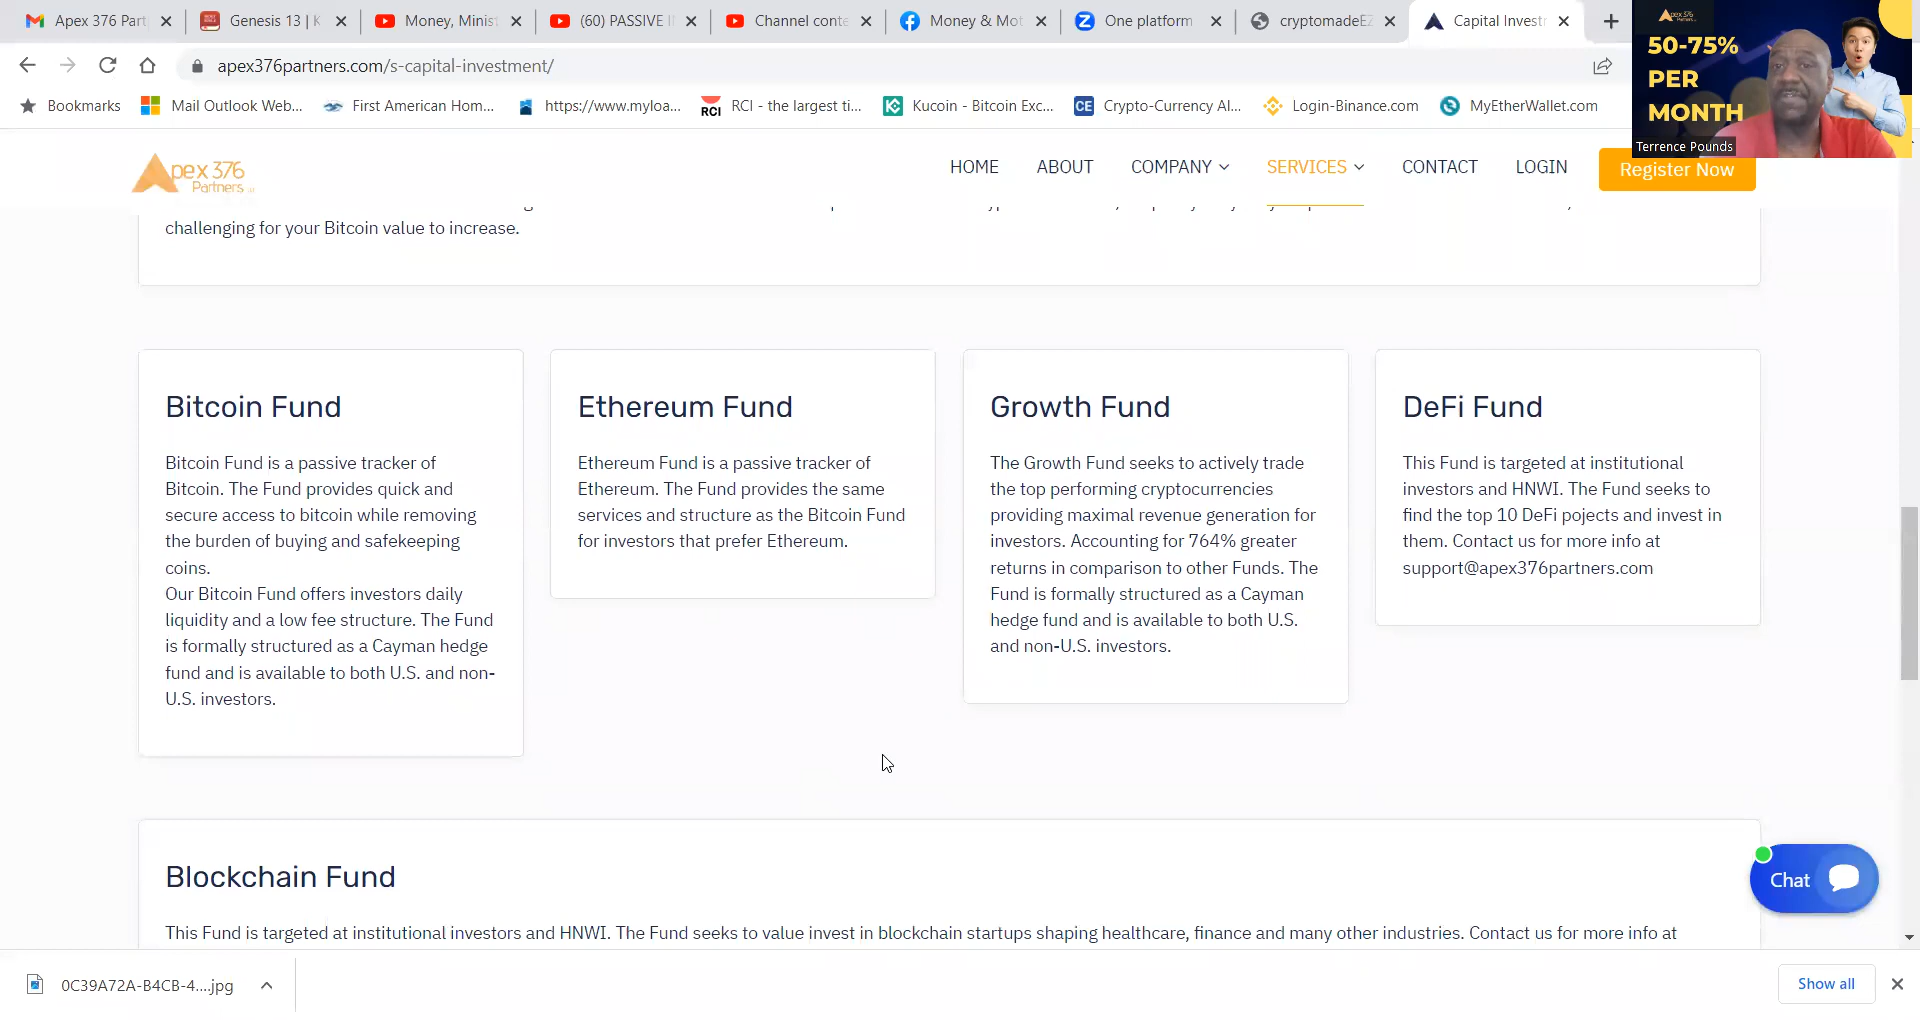 Apex 376 Part
Genesis 13 | K
Money, Minis
(60) PASSIVE I
Channel conte
Money & Mot
One platform
cryptomadeEZ
Capital Invest
apex376partners.com/s-capital-investment/
Bookmarks
Mail Outlook Web...
First American Hom...
https://www.myloa...
RCI
RCI - the largest ti...
Kucoin - Bitcoin Exc...
CE
Crypto-Currency Al...
Login-Binance.com
MyEtherWallet.com
50-75%
PER
MONTH
Terrence Pounds
Apex 376
Partners
HOME
ABOUT
COMPANY
SERVICES
CONTACT
LOGIN
Register Now
challenging for your Bitcoin value to increase.
Bitcoin Fund
Bitcoin Fund is a passive tracker of
Bitcoin. The Fund provides quick and
secure access to bitcoin while removing
the burden of buying and safekeeping
coins.
Our Bitcoin Fund offers investors daily
liquidity and a low fee structure. The Fund
is formally structured as a Cayman hedge
fund and is available to both U.S. and non-
U.S. investors.
Ethereum Fund
Ethereum Fund is a passive tracker of
Ethereum. The Fund provides the same
services and structure as the Bitcoin Fund
for investors that prefer Ethereum.
Growth Fund
The Growth Fund seeks to actively trade
the top performing cryptocurrencies
providing maximal revenue generation for
investors. Accounting for 764% greater
returns in comparison to other Funds. The
Fund is formally structured as a Cayman
hedge fund and is available to both U.S.
and non-U.S. investors.
DeFi Fund
This Fund is targeted at institutional
investors and HNWI. The Fund seeks to
find the top 10 DeFi pojects and invest in
them. Contact us for more info at
support@apex376partners.com
Blockchain Fund
This Fund is targeted at institutional investors and HNWI. The Fund seeks to value invest in blockchain startups shaping healthcare, finance and many other industries. Contact us for more info at
Chat
0C39A72A-B4CB-4....jpg
Show all